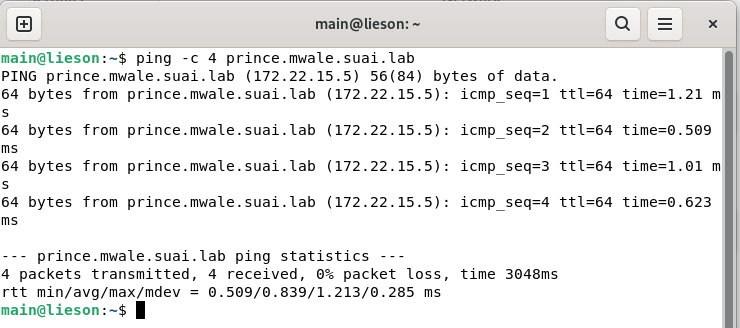 main@lieson: ~
main@lieson:~$ ping -c 4 prince.mwale.suai.lab
PING prince.mwale.suai.lab (172.22.15.5) 56(84) bytes of data.
64 bytes from prince.mwale.suai.lab (172.22.15.5): icmp_seq=1 ttl=64 time=1.21 m
s
64 bytes from prince.mwale.suai.lab (172.22.15.5): icmp_seq=2 ttl=64 time=0.509
ms
64 bytes from prince.mwale.suai.lab (172.22.15.5): icmp_seq=3 ttl=64 time=1.01 m
s
64 bytes from prince.mwale.suai.lab (172.22.15.5): icmp_seq=4 ttl=64 time=0.623
ms
--- prince.mwale.suai.lab ping statistics ---
4 packets transmitted, 4 received, 0% packet loss, time 3048ms
rtt min/avg/max/mdev = 0.509/0.839/1.213/0.285 ms
main@lieson:~$